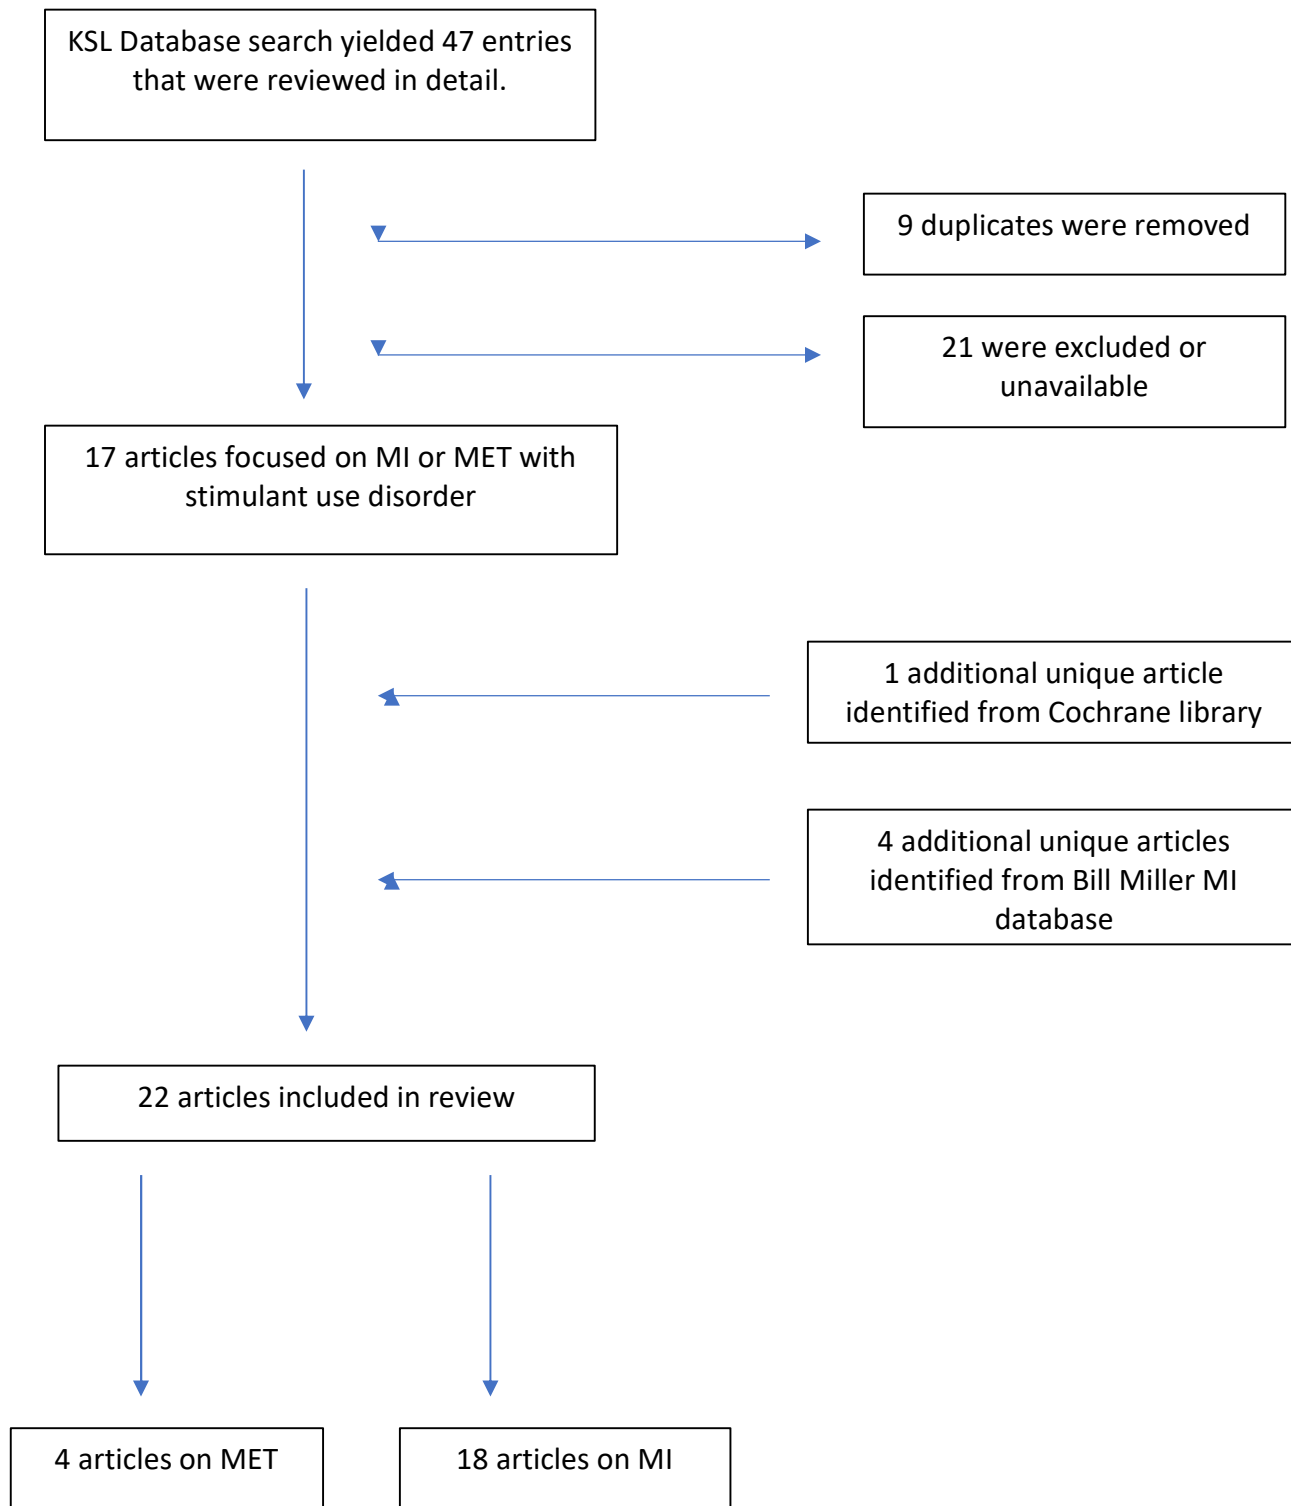 KSL Database search yielded 47 entries
that were reviewed in detail.
9 duplicates were removed
21 were excluded or
unavailable
17 articles focused on MI or MET with
stimulant use disorder
1 additional unique article
identified from Cochrane library
4 additional unique articles
identified from Bill Miller MI
database
22 articles included in review
4 articles on MET
18 articles on MI